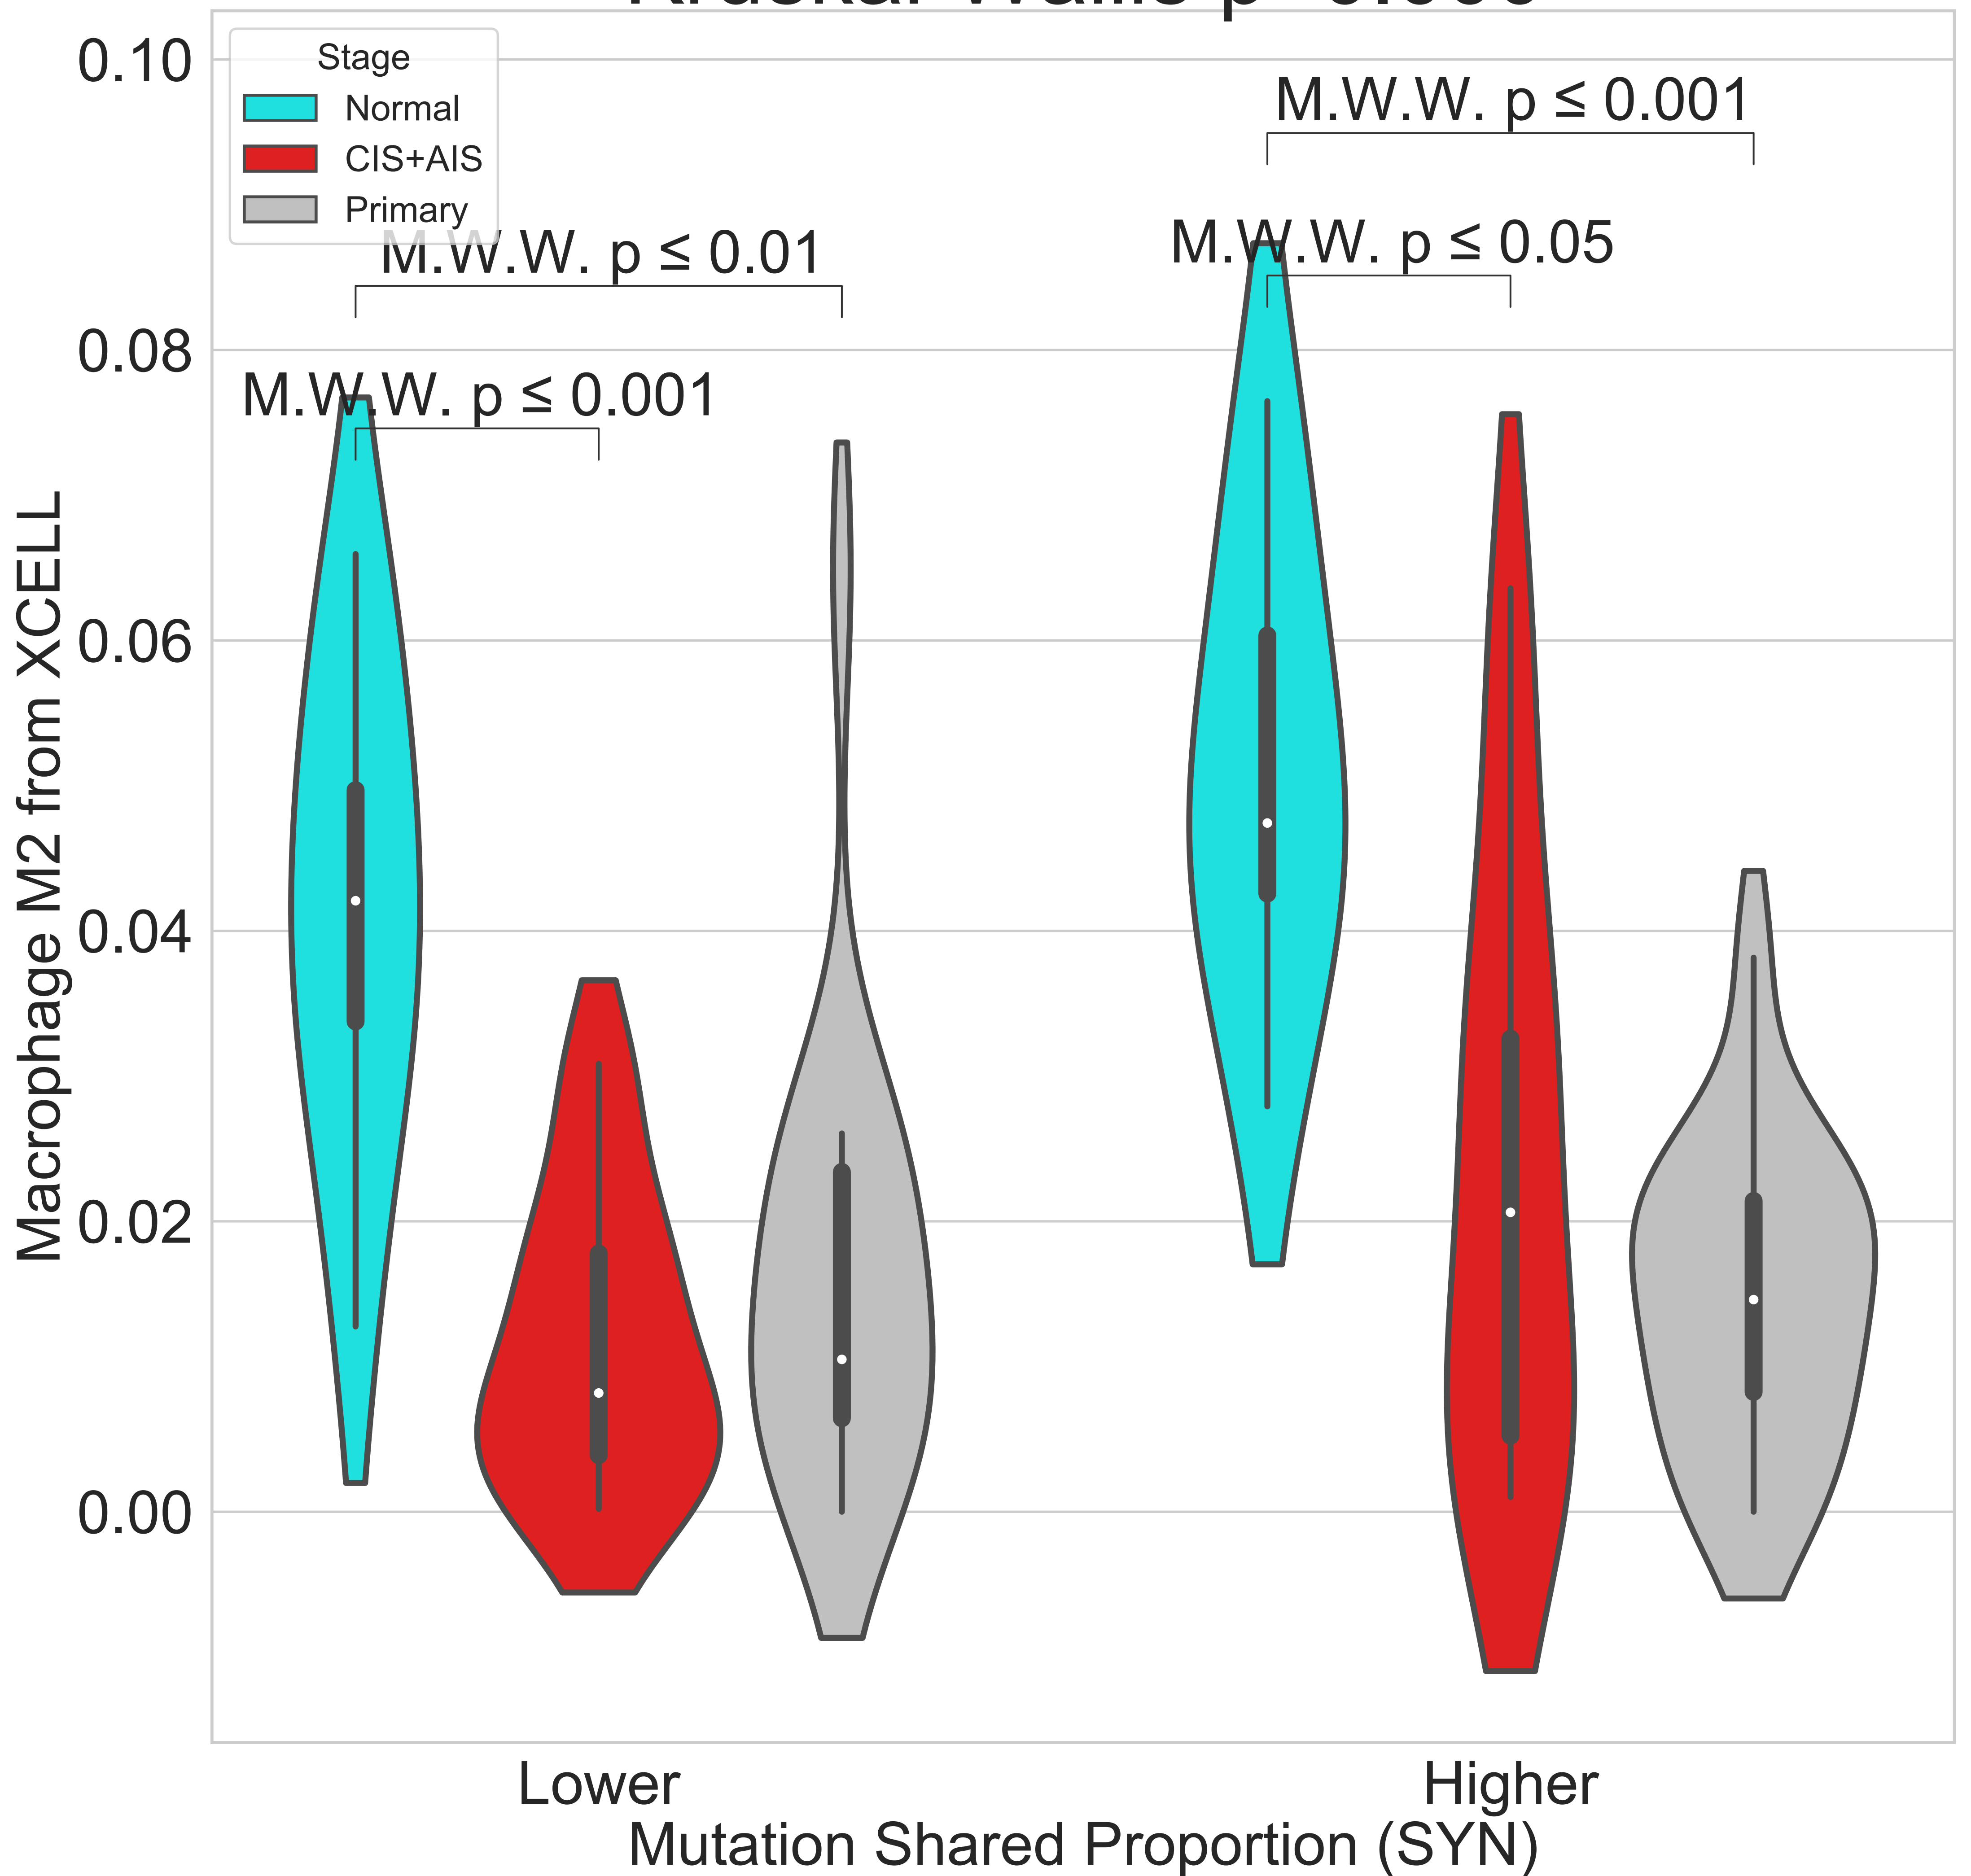 0.10
0.08
0.06
0.04
0.02
0.00
Macrophage M2 from XCELL
Stage
Normal
CIS+AIS
Primary
M.W.W. p ≤ 0.001
M.W.W. p ≤ 0.05
M.W.W. p ≤ 0.01
M.W.W. p ≤ 0.001
Lower
Higher
Mutation Shared Proportion (SYN)